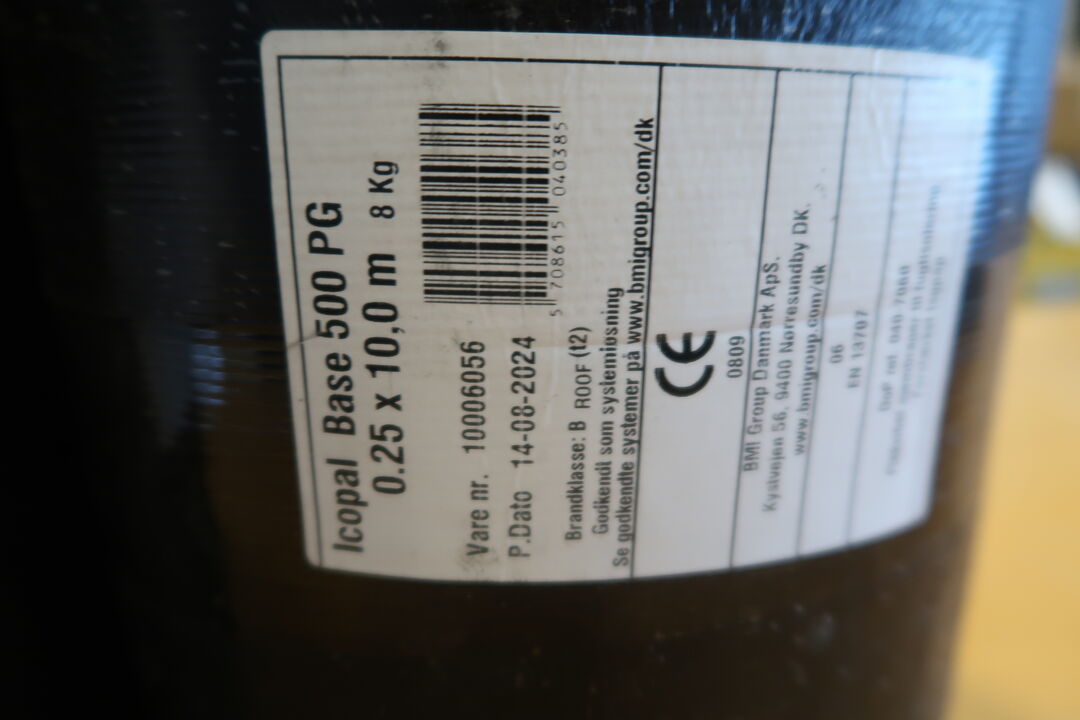 Icopal Base 500 PG
0.25 x 10,0 m 8 Kg
5 708615 040385
Vare nr. 10006056
P.Dato 14-08-2024
Brandklasse: B ROOF (t2)
Godkendt som systemløsning
Se godkendte systemer på www.bmigroup.com/dk
CE
0809
BMI Group Danmark ApS.
Kystvejen 56, 9400 Nørresundby DK.
www.bmigroup.com/dk
06
EN 13707
DoP